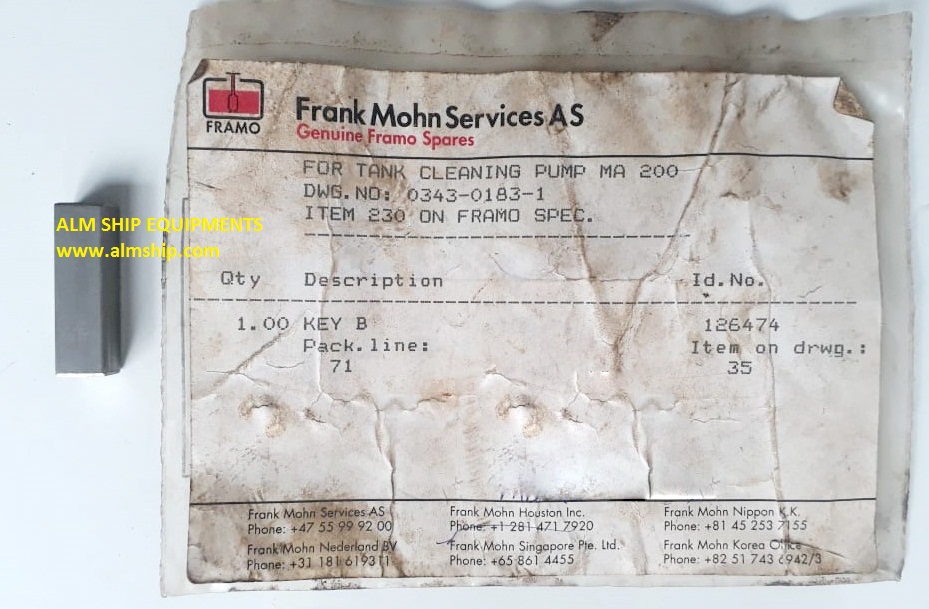 FRAMO
Frank Mohn Services AS
Genuine Framo Spares
FOR TANK CLEANING PUMP MA 200
DWG.NO: 0343-0183-1
ITEM 230 ON FRAMO SPEC.
Qty Description Id.No.
1.00 KEY B 126474
Pack.line: Item on drwg.:
71 35
ALM SHIP EQUIPMENTS
www.almship.com
Frank Mohn Services AS
Phone: +47 55 99 92 00
Frank Mohn Nederland BV
Phone: +31 181 619311
Frank Mohn Houston Inc.
Phone: +1 281 471 7920
Frank Mohn Singapore Pte. Ltd.
Phone: +65 861 4455
Frank Mohn Nippon K.K.
Phone: +81 45 253 7155
Frank Mohn Korea Office
Phone: +82 51 743 6942/3